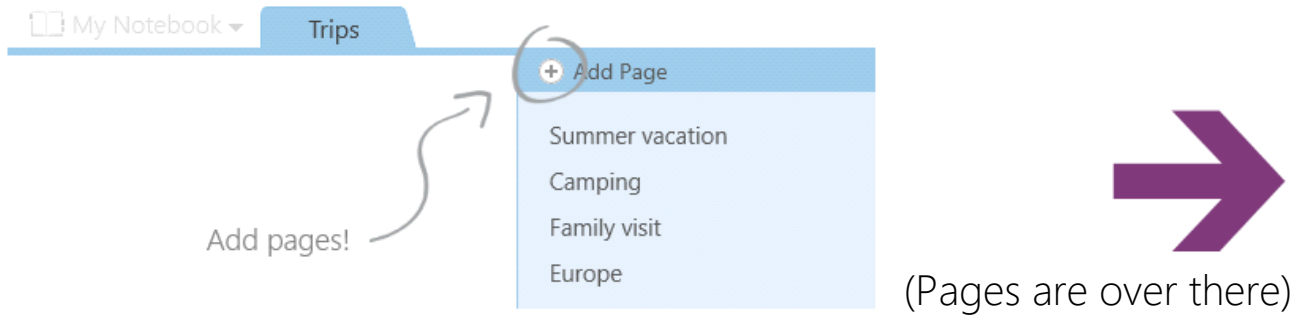 My Notebook
Trips
Add Page
Summer vacation
Camping
Add pages!
Family visit
Europe
(Pages are over there)